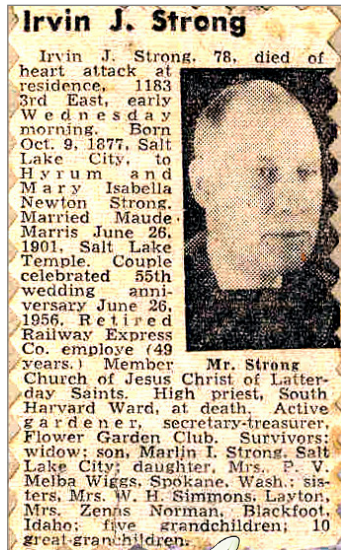 Irvin J. Strong
Irvin J. Strong, 78, died of
heart attack at
residence, 1183
3rd East, early
Wednesday
morning. Born
Oct. 9, 1877, Salt
Lake City, to
Hyrum and
Mary Isabella
Newton Strong.
Married Maude
Marris June 26,
1901, Salt Lake
Temple. Couple
celebrated 55th
wedding anni-
versary June 26,
1956. Retired
Railway Express
Co. employe (49
years.) Member
Mr. Strong
Church of Jesus Christ of Latter-
day Saints. High priest, South
Harvard Ward, at death. Active
gardener, secretary-treasurer,
Flower Garden Club. Survivors:
widow; son, Marlin I. Strong, Salt
Lake City; daughter, Mrs. P. V.
Melba Wiggs, Spokane, Wash.; sis-
ters, Mrs. W. H. Simmons, Layton,
Mrs. Zenns Norman, Blackfoot,
Idaho; five grandchildren; 10
great-granchildren.